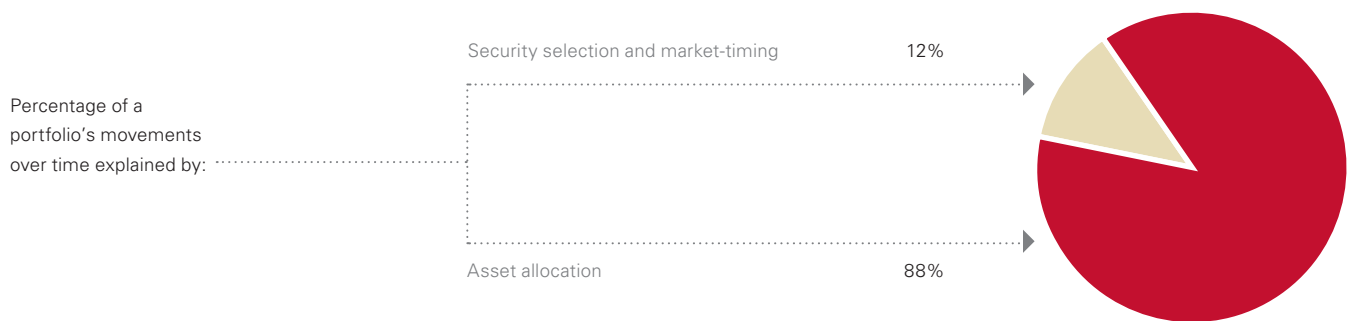 Percentage of a
portfolio’s movements
over time explained by:
Security selection and market-timing 12%
Asset allocation 88%